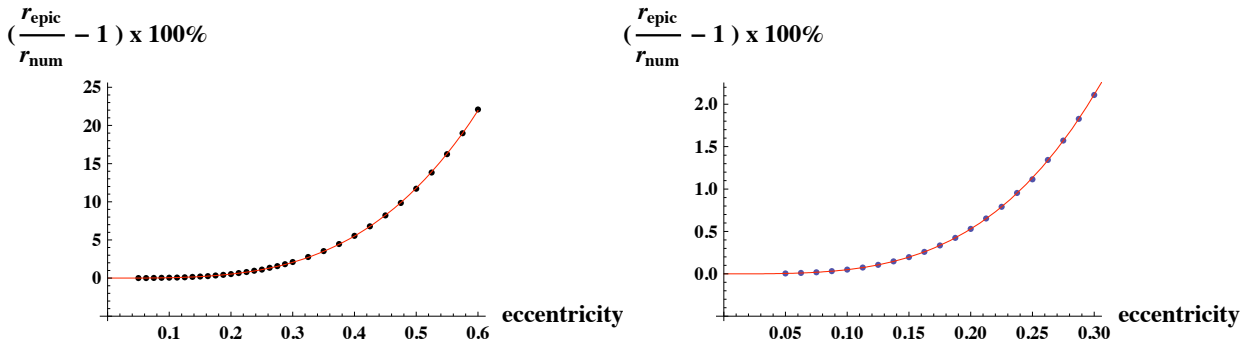 ( r_epic / r_num − 1 ) x 100%
25
20
15
10
5
0
0.1 0.2 0.3 0.4 0.5 0.6
eccentricity
( r_epic / r_num − 1 ) x 100%
2.0
1.5
1.0
0.5
0.0
0.05 0.10 0.15 0.20 0.25 0.30
eccentricity